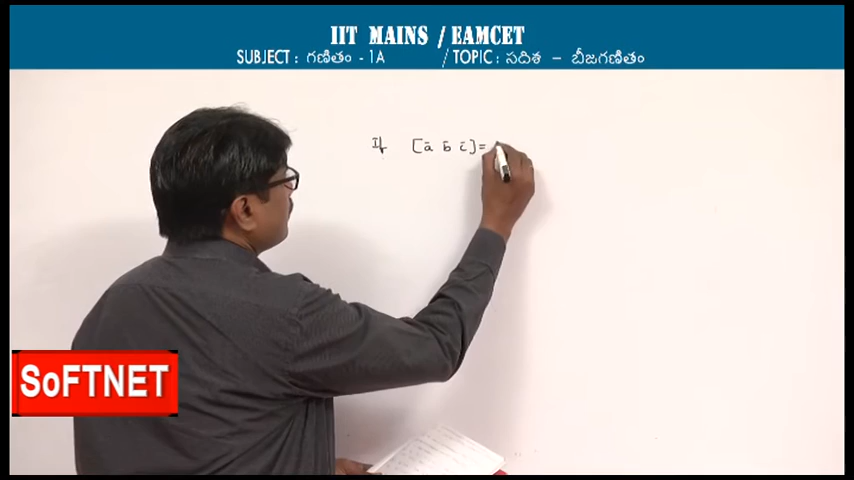 IIT MAINS / EAMCET
SUBJECT : గణితం - 1A / TOPIC : సదిశ – బీజగణితం
If [ā b̄ c̄] =
SoFTNET